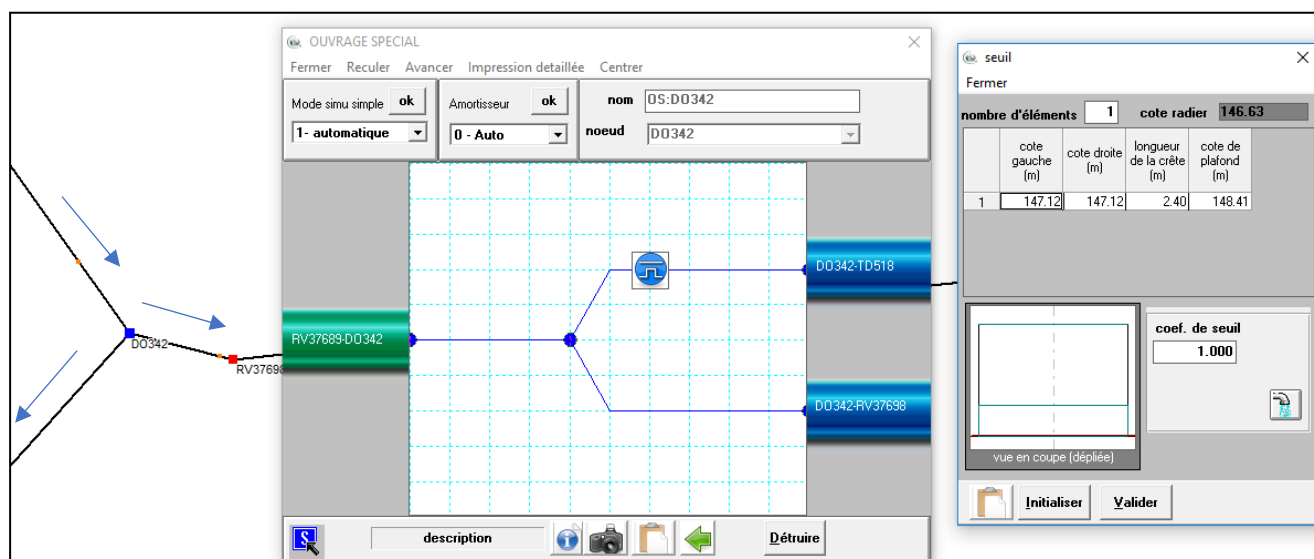 OUVRAGE SPECIAL
Fermer Reculer Avancer Impression detaillée Centrer
Mode simu simple ok
1- automatique
Amortisseur ok
0 - Auto
nom OS:DO342
noeud DO342
RV37689-DO342
DO342-TD518
DO342-RV37698
description
Détruire
DO342
RV37698
seuil
Fermer
nombre d'éléments 1 cote radier 146.63
cote gauche (m) cote droite (m) longueur de la crête (m) cote de plafond (m)
1 147.12 147.12 2.40 148.41
coef. de seuil
1.000
vue en coupe (dépliée)
Initialiser Valider